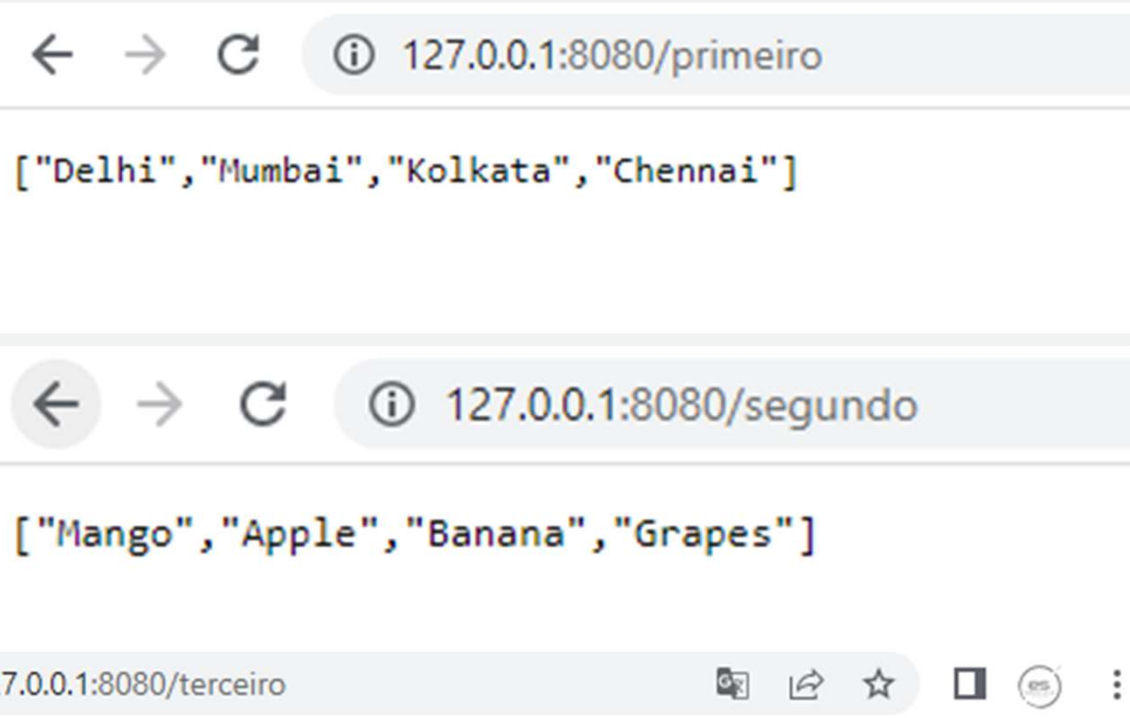 127.0.0.1:8080/primeiro
["Delhi","Mumbai","Kolkata","Chennai"]
127.0.0.1:8080/segundo
["Mango","Apple","Banana","Grapes"]
7.0.0.1:8080/terceiro
es